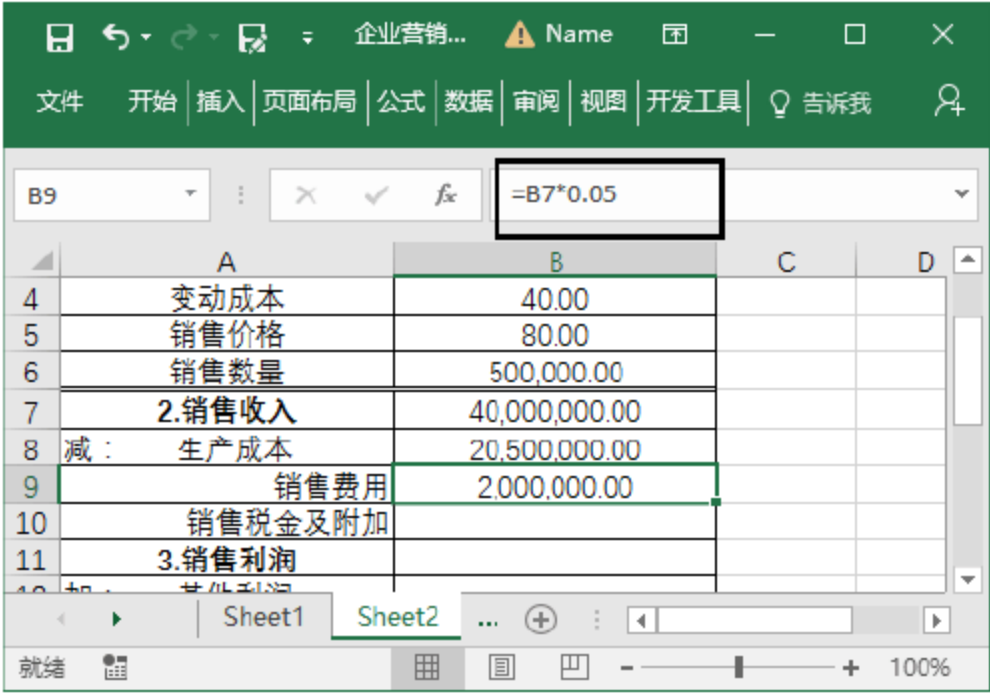 企业营销... Name
文件 开始 插入 页面布局 公式 数据 审阅 视图 开发工具 告诉我
B9 fx =B7*0.05
A B C D
4 变动成本 40.00
5 销售价格 80.00
6 销售数量 500,000.00
7 2.销售收入 40,000,000.00
8 减： 生产成本 20,500,000.00
9 销售费用 2,000,000.00
10 销售税金及附加
11 3.销售利润
Sheet1 Sheet2 ...
就绪 100%